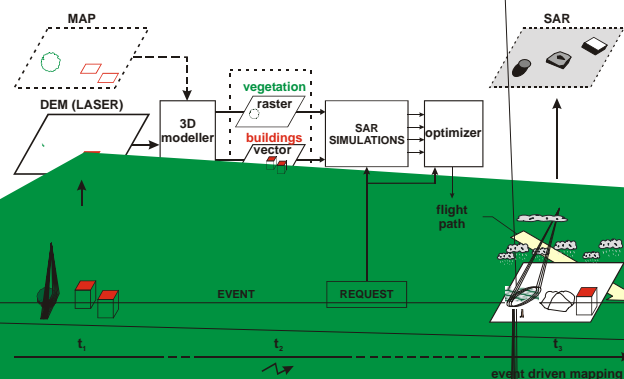 MAP
SAR
DEM (LASER)
3D
modeller
vegetation
raster
buildings
vector
SAR
SIMULATIONS
optimizer
flight
path
EVENT
REQUEST
t1
t2
t3
event driven mapping